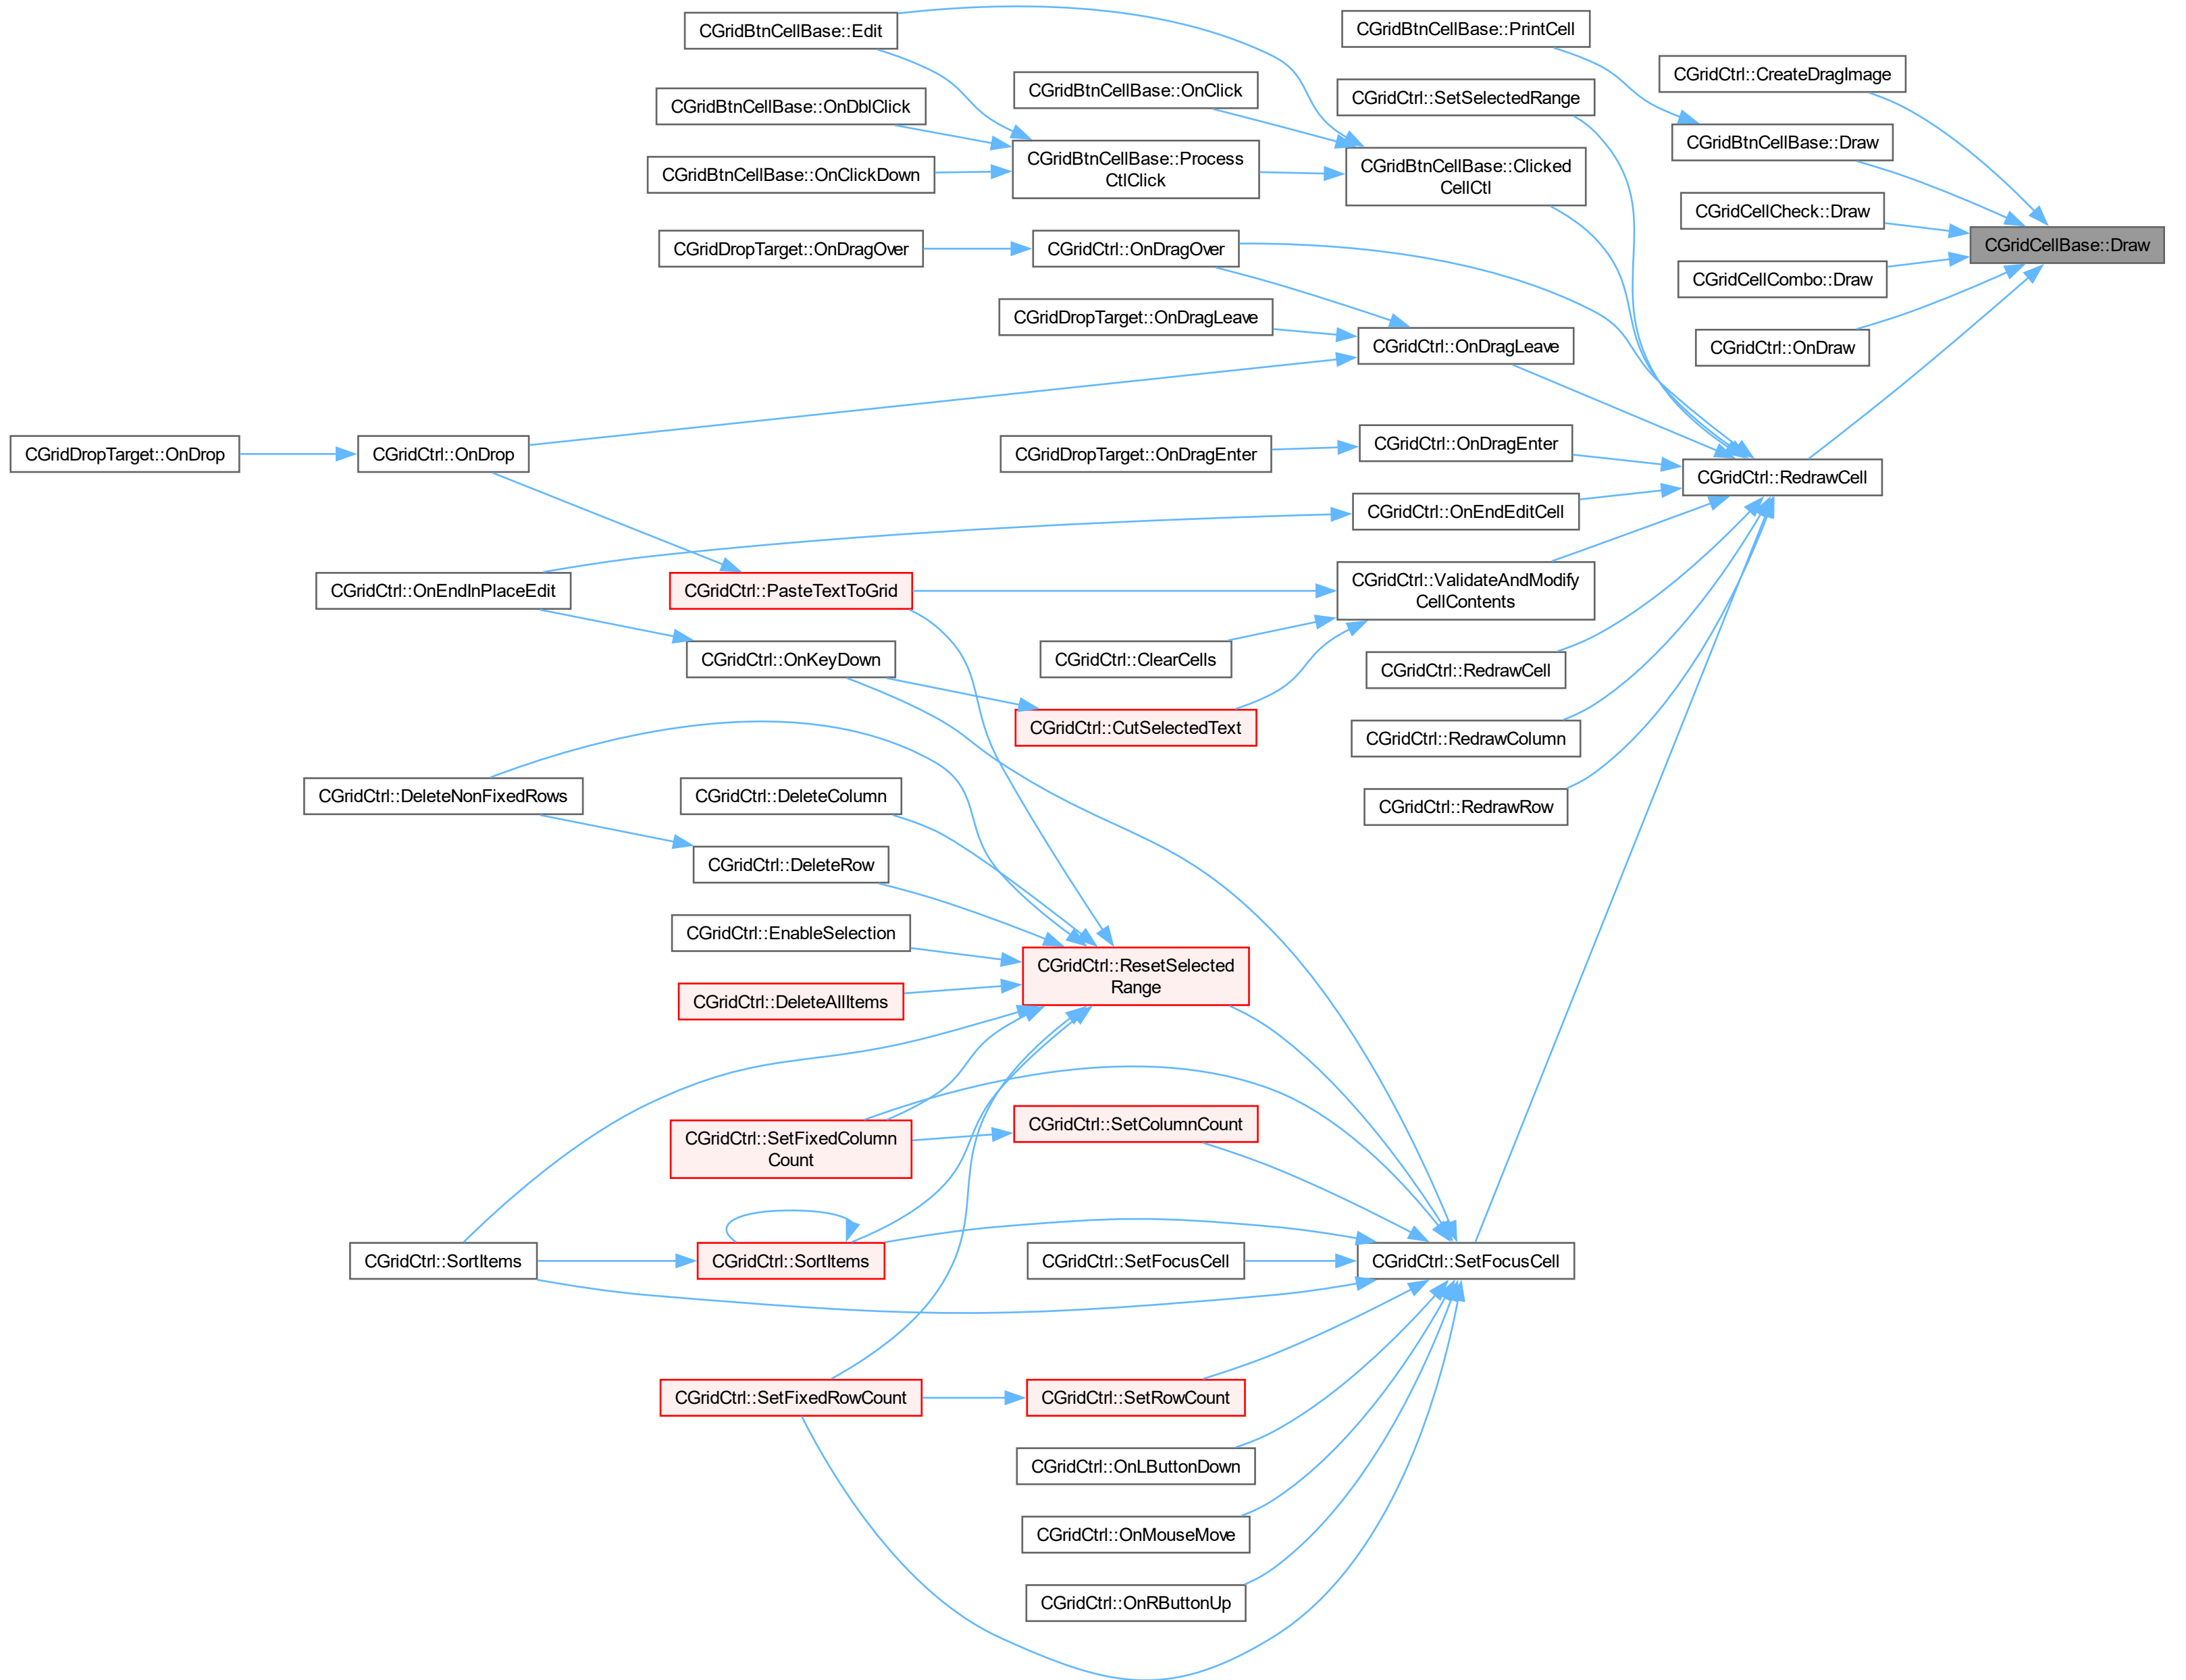 CGridBtnCellBase::Edit
CGridBtnCellBase::PrintCell
CGridCtrl::CreateDragImage
CGridBtnCellBase::OnDblClick
CGridBtnCellBase::OnClick
CGridCtrl::SetSelectedRange
CGridBtnCellBase::Draw
CGridBtnCellBase::OnClickDown
CGridBtnCellBase::Process
CtlClick
CGridBtnCellBase::Clicked
CellCtl
CGridCellCheck::Draw
CGridCellBase::Draw
CGridDropTarget::OnDragOver
CGridCtrl::OnDragOver
CGridCellCombo::Draw
CGridDropTarget::OnDragLeave
CGridCtrl::OnDragLeave
CGridCtrl::OnDraw
CGridDropTarget::OnDrop
CGridCtrl::OnDrop
CGridDropTarget::OnDragEnter
CGridCtrl::OnDragEnter
CGridCtrl::RedrawCell
CGridCtrl::OnEndEditCell
CGridCtrl::OnEndInPlaceEdit
CGridCtrl::PasteTextToGrid
CGridCtrl::ValidateAndModify
CellContents
CGridCtrl::OnKeyDown
CGridCtrl::ClearCells
CGridCtrl::RedrawCell
CGridCtrl::CutSelectedText
CGridCtrl::RedrawColumn
CGridCtrl::DeleteNonFixedRows
CGridCtrl::DeleteColumn
CGridCtrl::RedrawRow
CGridCtrl::DeleteRow
CGridCtrl::EnableSelection
CGridCtrl::ResetSelected
Range
CGridCtrl::DeleteAllItems
CGridCtrl::SetFixedColumn
Count
CGridCtrl::SetColumnCount
CGridCtrl::SortItems
CGridCtrl::SortItems
CGridCtrl::SetFocusCell
CGridCtrl::SetFocusCell
CGridCtrl::SetFixedRowCount
CGridCtrl::SetRowCount
CGridCtrl::OnLButtonDown
CGridCtrl::OnMouseMove
CGridCtrl::OnRButtonUp